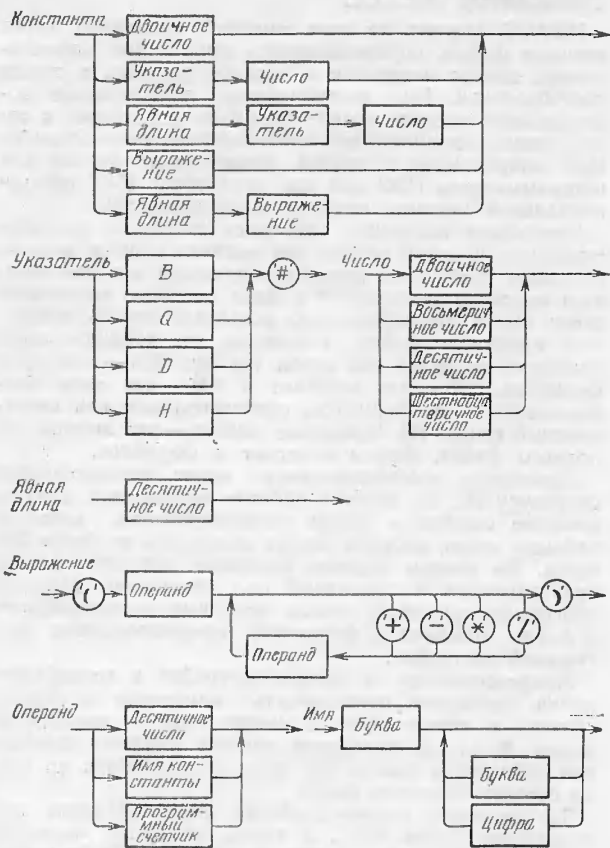 Константа
Двоичное
число
Указа-
тель
Число
Явная
длина
Указа-
тель
Число
Выраже-
ние
Явная
длина
Выраже-
ние
Указатель
B
'#'
Число
Двоичное
число
Q
Восьмерич-
ное число
D
Десятич-
ное число
H
Шестнадца-
теричное
число
Явная
длина
Десятич-
ное число
Выражение
'('
Операнд
')'
'+'
'-'
'*'
'/'
Операнд
Операнд
Десятичное
число
Имя
Буква
Имя кон-
станты
Буква
Програм-
мный
счетчик
Цифра